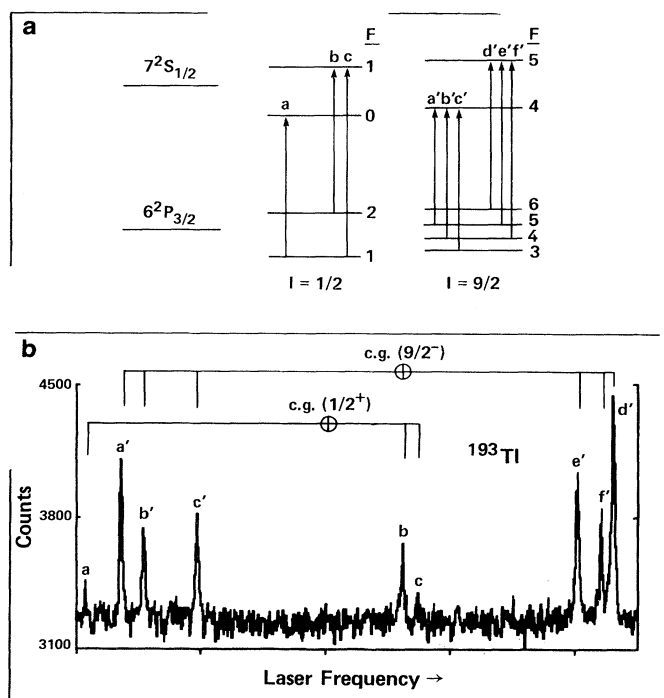 a
F F
d'e'f'
7²S₁/₂ b c 1 5
a a'b'c' 4
0
6²P₃/₂ 2 6
5
4
1 3
I = 1/2 I = 9/2
b
c.g. (9/2⁻)
4500
c.g. (1/2⁺)
d'
¹⁹³Tl
a' e'
b' c' f'
3800
b
a c
3100
Counts
Laser Frequency →